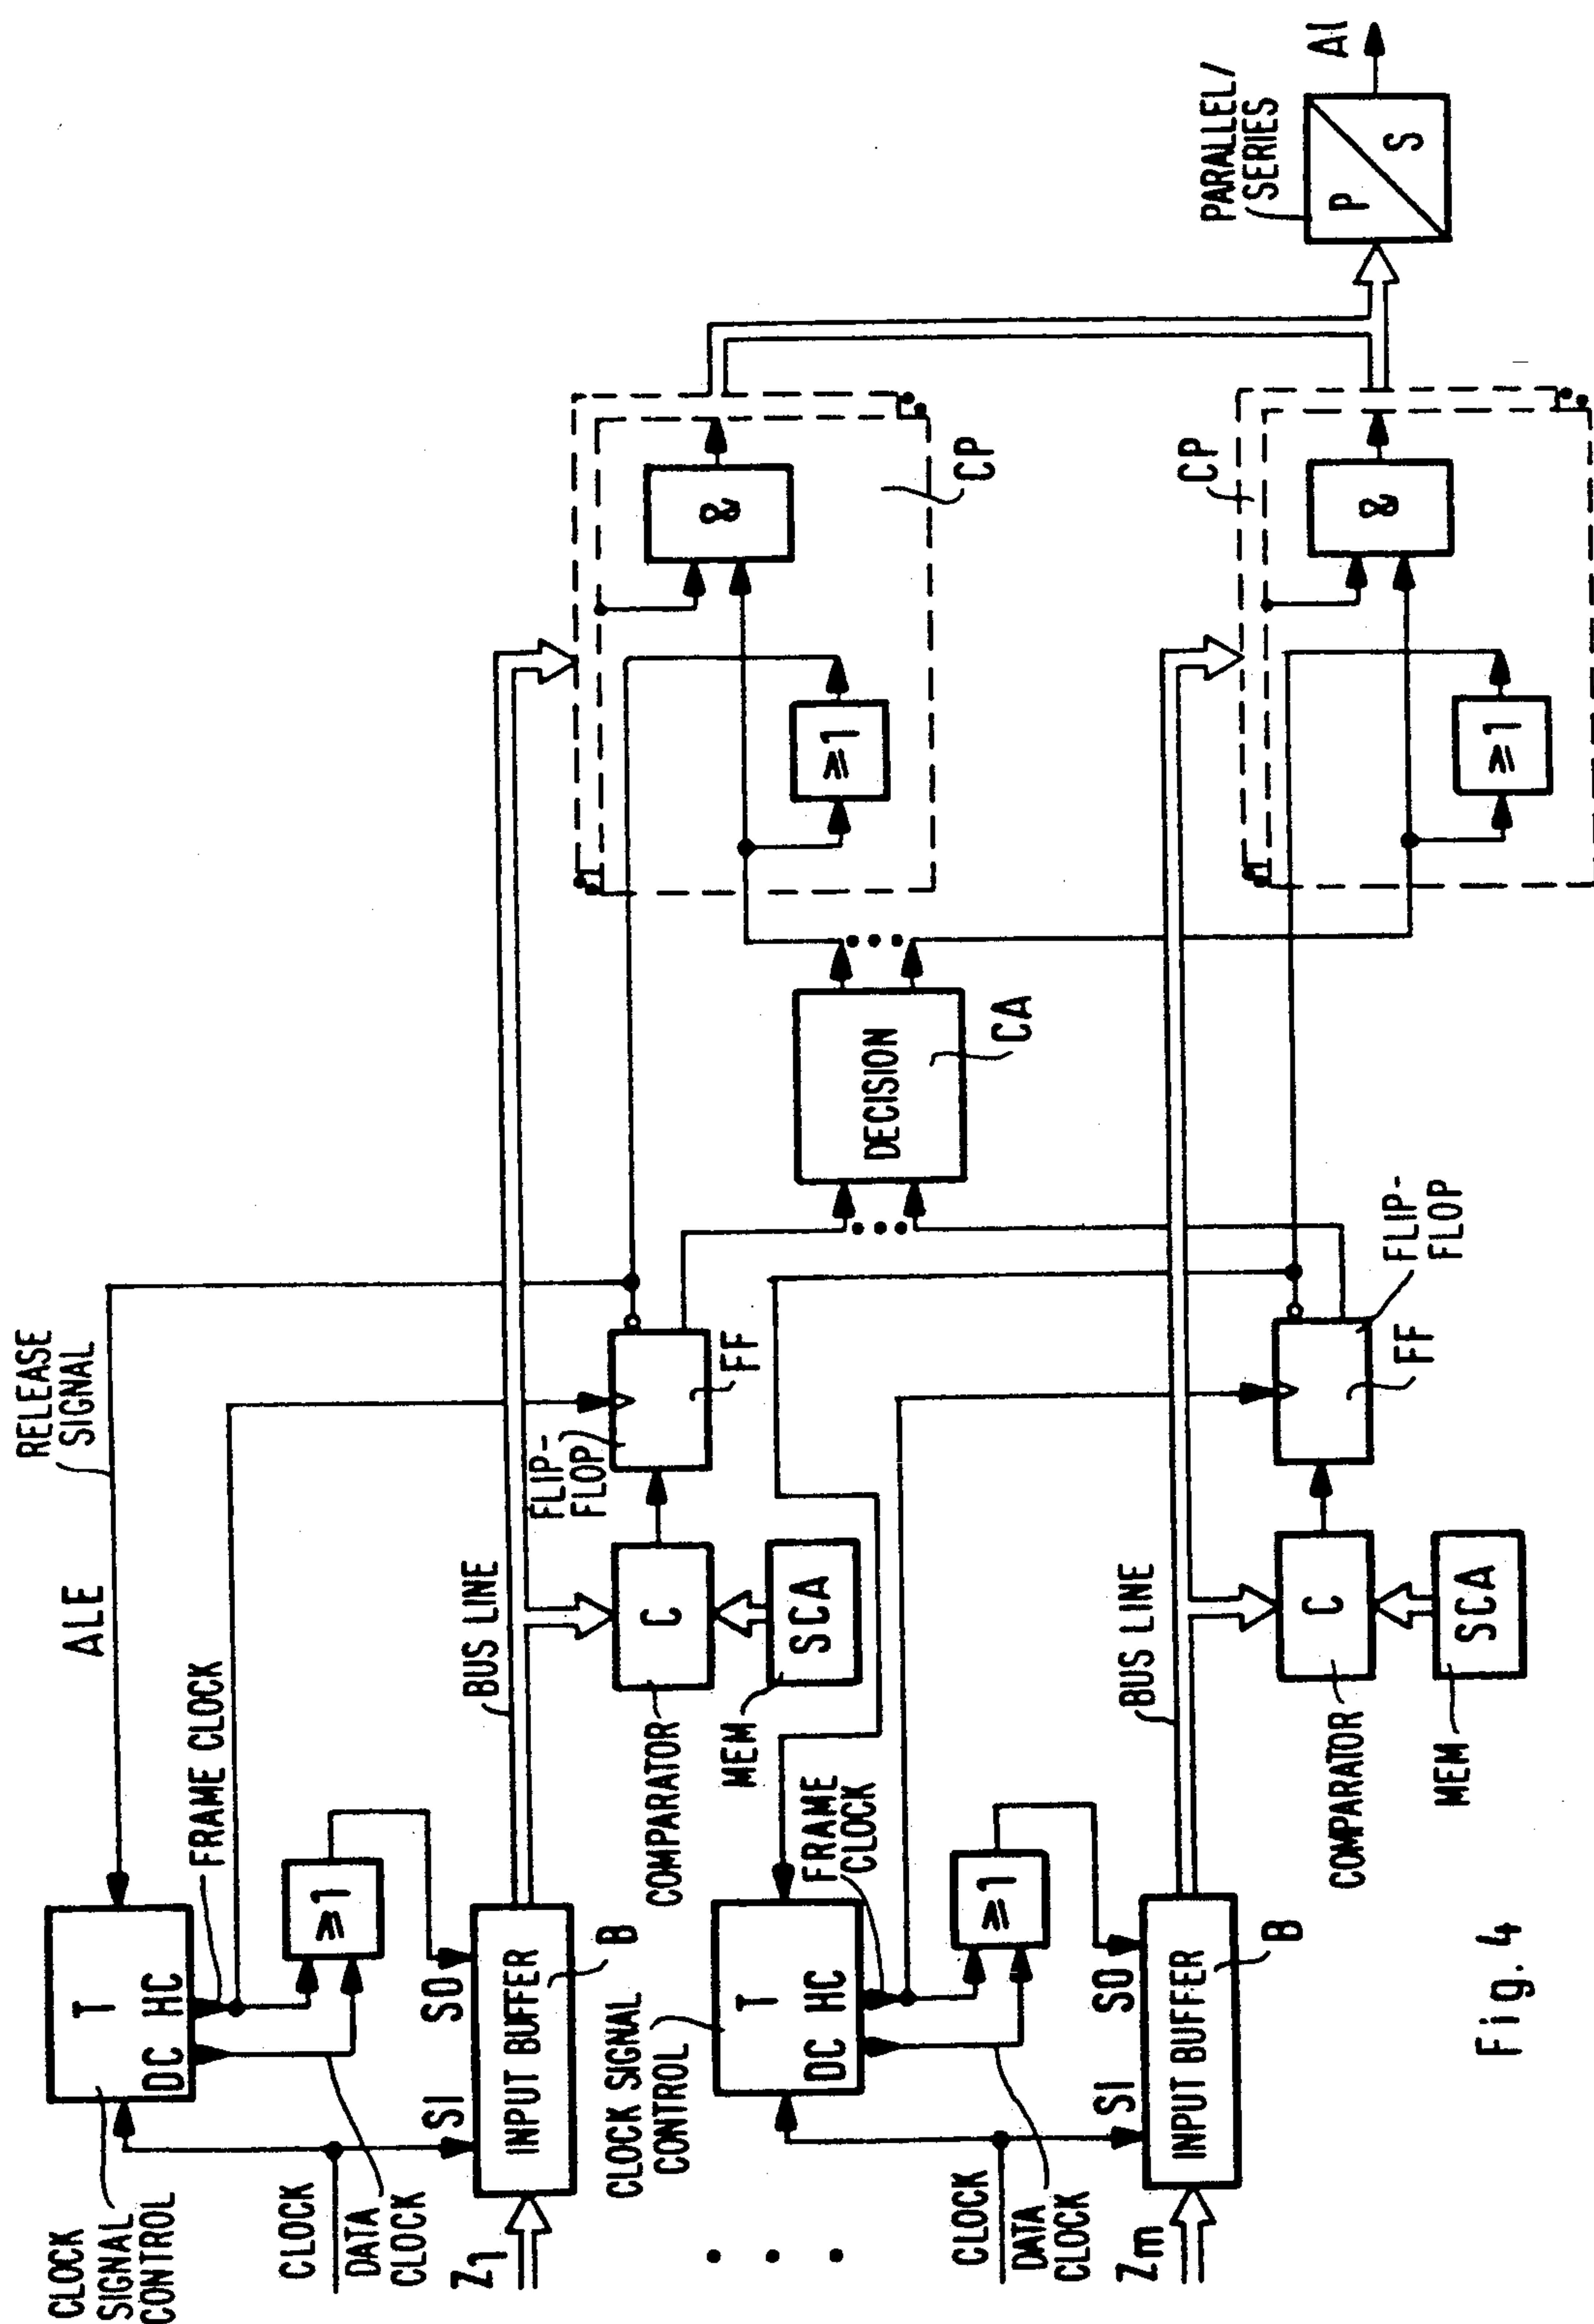 CLOCK
SIGNAL
CONTROL
T
DC HC
ALE
RELEASE
SIGNAL
FRAME CLOCK
CLOCK
DATA
CLOCK
≥1
SI
SO
Z1
INPUT BUFFER
B
BUS LINE
COMPARATOR
C
MEM
SCA
FLIP-
FLOP
FF
DECISION
CA
≥1
&
CP
PARALLEL/
SERIES
P
S
AI
CLOCK SIGNAL
CONTROL
T
DC HC
FRAME
CLOCK
CLOCK
DATA
CLOCK
≥1
SI
SO
Zm
INPUT BUFFER
B
BUS LINE
COMPARATOR
C
MEM
SCA
FLIP-
FLOP
FF
≥1
&
CP
Fig. 4